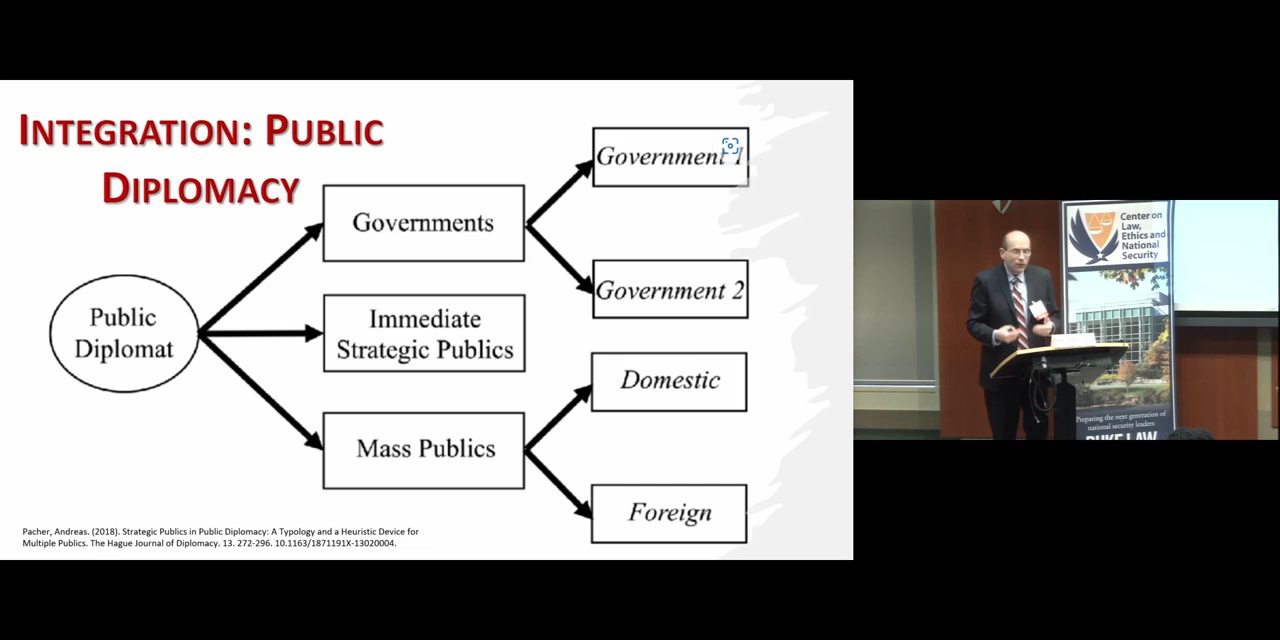 INTEGRATION: PUBLIC
DIPLOMACY
Public
Diplomat
Governments
Immediate
Strategic Publics
Mass Publics
Government 1
Government 2
Domestic
Foreign
Pacher, Andreas. (2018). Strategic Publics in Public Diplomacy: A Typology and a Heuristic Device for
Multiple Publics. The Hague Journal of Diplomacy. 13. 272-296. 10.1163/1871191X-13020004.
Center on
Law,
Ethics and
National
Security
Preparing the next generation of
national security leaders
DUKE LAW